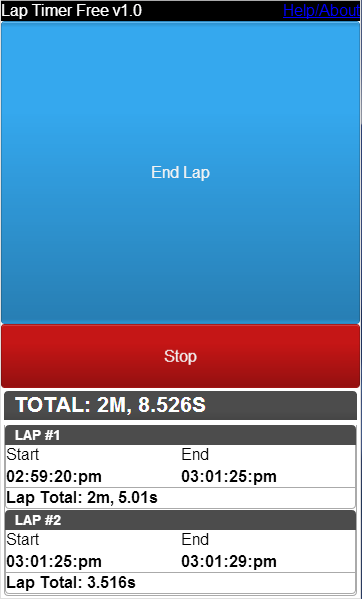 Lap Timer Free v1.0 Help/About
End Lap
Stop
TOTAL: 2M, 8.526S
LAP #1
Start End
02:59:20:pm 03:01:25:pm
Lap Total: 2m, 5.01s
LAP #2
Start End
03:01:25:pm 03:01:29:pm
Lap Total: 3.516s